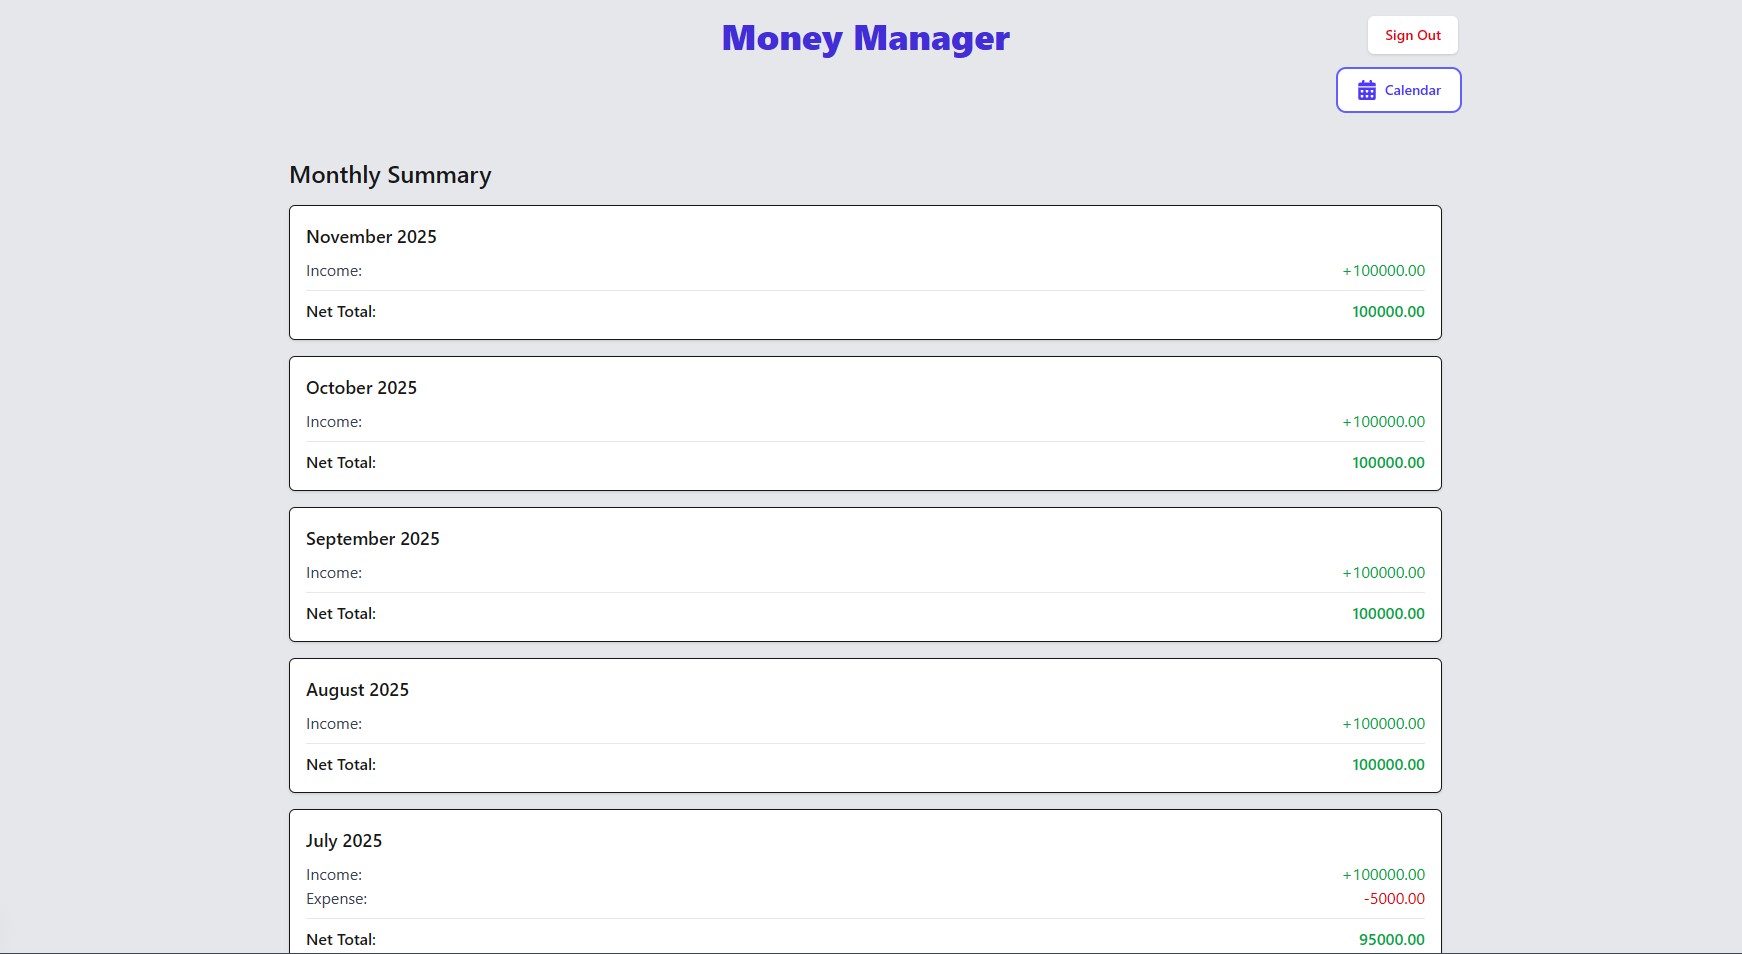 Money Manager
Sign Out
Calendar
Monthly Summary
November 2025
Income: +100000.00
Net Total: 100000.00
October 2025
Income: +100000.00
Net Total: 100000.00
September 2025
Income: +100000.00
Net Total: 100000.00
August 2025
Income: +100000.00
Net Total: 100000.00
July 2025
Income: +100000.00
Expense: -5000.00
Net Total: 95000.00